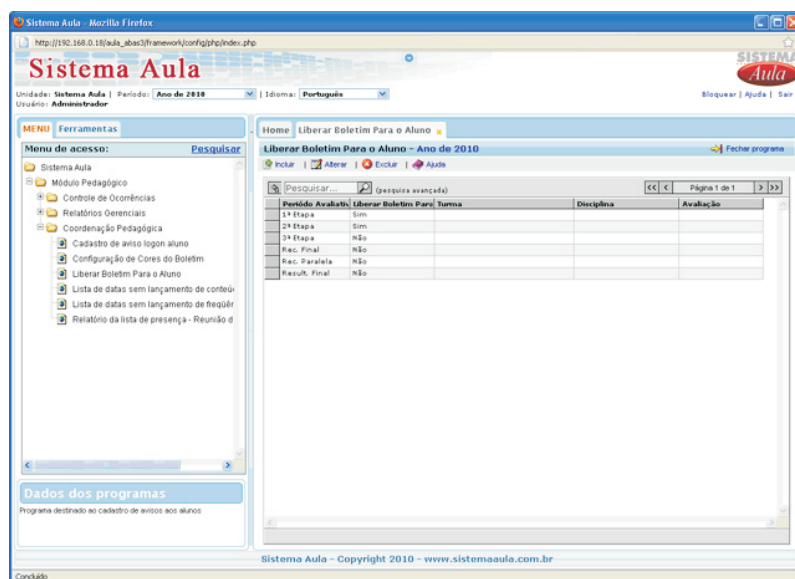 Sistema Aula - Mozilla Firefox
http://192.168.0.18/aula_abas3/framework/config/php/index.php
Sistema Aula
SISTEMA
Aula
Unidade: Sistema Aula | Período: Ano de 2010 | Idioma: Português
Bloquear | Ajuda | Sair
Usuário: Administrador
MENU Ferramentas
Home Liberar Boletim Para o Aluno
Menu de acesso: Pesquisar
Liberar Boletim Para o Aluno - Ano de 2010
Fechar programa
Incluir | Alterar | Excluir | Ajuda
Sistema Aula
Módulo Pedagógico
Controle de Ocorrências
Relatórios Gerenciais
Coordenação Pedagógica
Cadastro de aviso logon aluno
Configuração de Cores do Boletim
Liberar Boletim Para o Aluno
Lista de datas sem lançamento de conteú
Lista de datas sem lançamento de freqüên
Relatório da lista de presença - Reunião d
Pesquisar... (pesquisa avançada)
<< < Página 1 de 1 > >>
Periódo Avaliativ Liberar Boletim Para Turma Disciplina Avaliação
1ª Etapa Sim
2ª Etapa Sim
3ª Etapa Não
Rec. Final Não
Rec. Paralela Não
Result. Final Não
Dados dos programas
Programa destinado ao cadastro de avisos aos alunos
Sistema Aula - Copyright 2010 - www.sistemaaula.com.br
Concluído